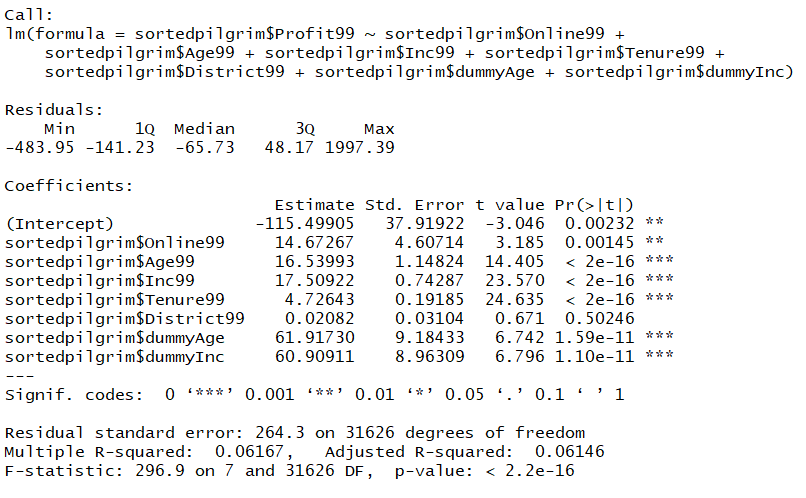 Call:
lm(formula = sortedpilgrim$Profit99 ~ sortedpilgrim$Online99 +
    sortedpilgrim$Age99 + sortedpilgrim$Inc99 + sortedpilgrim$Tenure99 +
    sortedpilgrim$District99 + sortedpilgrim$dummyAge + sortedpilgrim$dummyInc)

Residuals:
    Min      1Q  Median      3Q     Max
-483.95 -141.23  -65.73   48.17 1997.39

Coefficients:
                           Estimate Std. Error t value Pr(>|t|)
(Intercept)              -115.49905   37.91922  -3.046  0.00232 **
sortedpilgrim$Online99     14.67267    4.60714   3.185  0.00145 **
sortedpilgrim$Age99        16.53993    1.14824  14.405  < 2e-16 ***
sortedpilgrim$Inc99        17.50922    0.74287  23.570  < 2e-16 ***
sortedpilgrim$Tenure99      4.72643    0.19185  24.635  < 2e-16 ***
sortedpilgrim$District99    0.02082    0.03104   0.671  0.50246
sortedpilgrim$dummyAge     61.91730    9.18433   6.742 1.59e-11 ***
sortedpilgrim$dummyInc     60.90911    8.96309   6.796 1.10e-11 ***
---
Signif. codes:  0 ‘***’ 0.001 ‘**’ 0.01 ‘*’ 0.05 ‘.’ 0.1 ‘ ’ 1

Residual standard error: 264.3 on 31626 degrees of freedom
Multiple R-squared:  0.06167,	Adjusted R-squared:  0.06146
F-statistic: 296.9 on 7 and 31626 DF,  p-value: < 2.2e-16